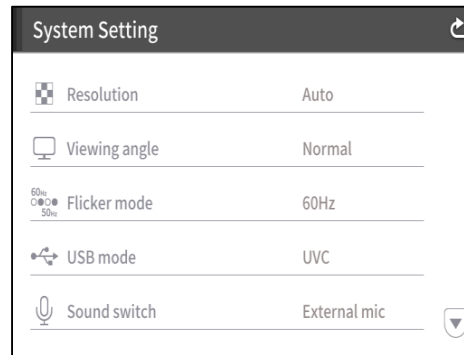 System Setting
Resolution Auto
Viewing angle Normal
60Hz
50Hz
Flicker mode 60Hz
USB mode UVC
Sound switch External mic